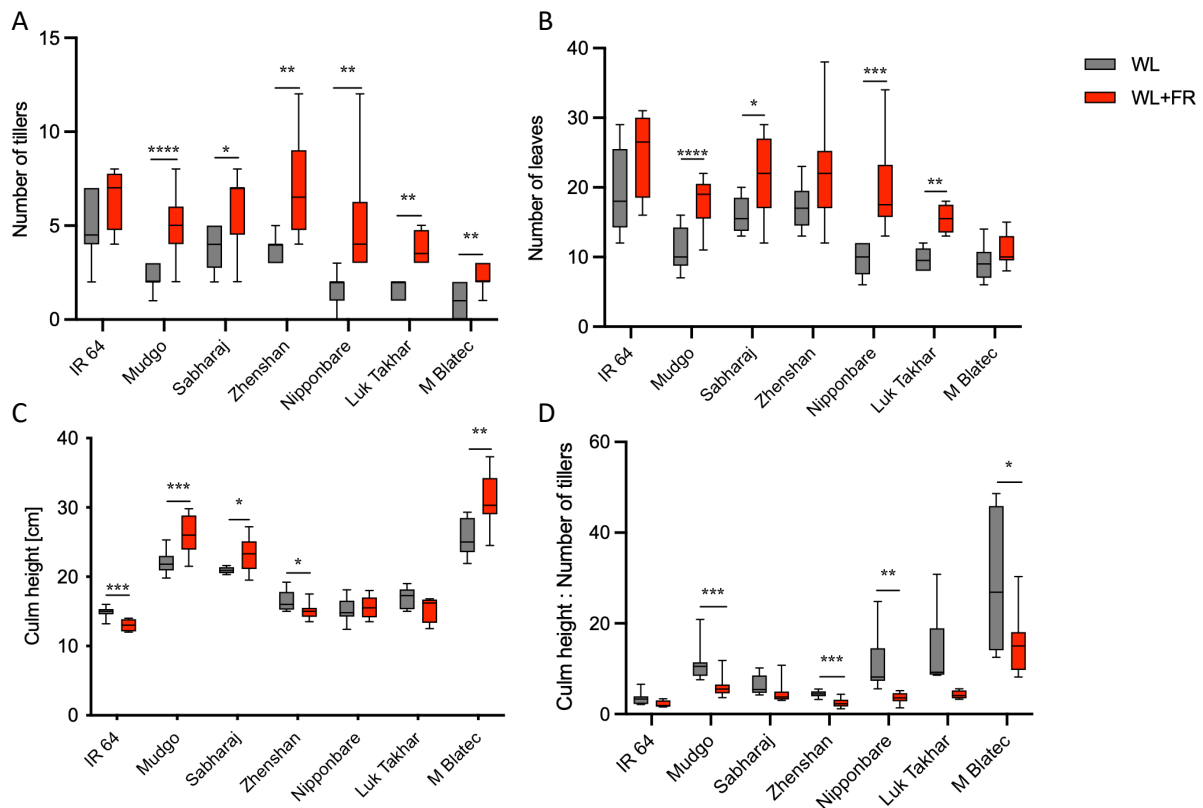 A
Number of tillers
15
10
5
0
****
*
**
**
**
**
IR 64
Mudgo
Sabharaj
Zhenshan
Nipponbare
Luk Takhar
M Blatec
B
Number of leaves
40
30
20
10
0
****
*
***
**
IR 64
Mudgo
Sabharaj
Zhenshan
Nipponbare
Luk Takhar
M Blatec
WL
WL+FR
C
Culm height [cm]
40
30
20
10
0
***
***
*
*
**
IR 64
Mudgo
Sabharaj
Zhenshan
Nipponbare
Luk Takhar
M Blatec
D
Culm height : Number of tillers
60
40
20
0
***
***
**
*
IR 64
Mudgo
Sabharaj
Zhenshan
Nipponbare
Luk Takhar
M Blatec